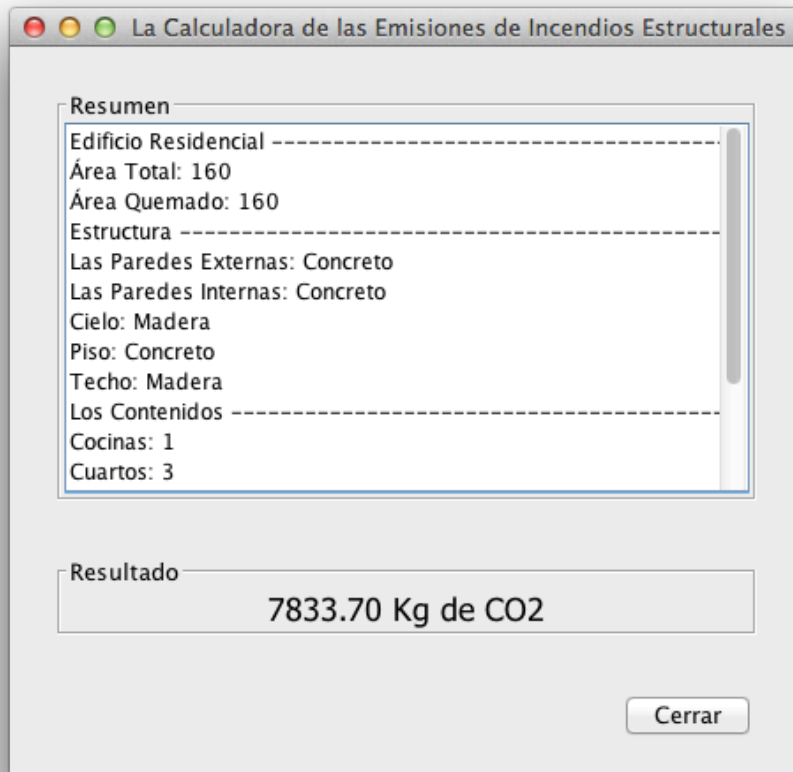 La Calculadora de las Emisiones de Incendios Estructurales
Resumen
Edificio Residencial ------------------------------------
Área Total: 160
Área Quemado: 160
Estructura --------------------------------------------
Las Paredes Externas: Concreto
Las Paredes Internas: Concreto
Cielo: Madera
Piso: Concreto
Techo: Madera
Los Contenidos ---------------------------------------
Cocinas: 1
Cuartos: 3
Resultado
7833.70 Kg de CO2
Cerrar